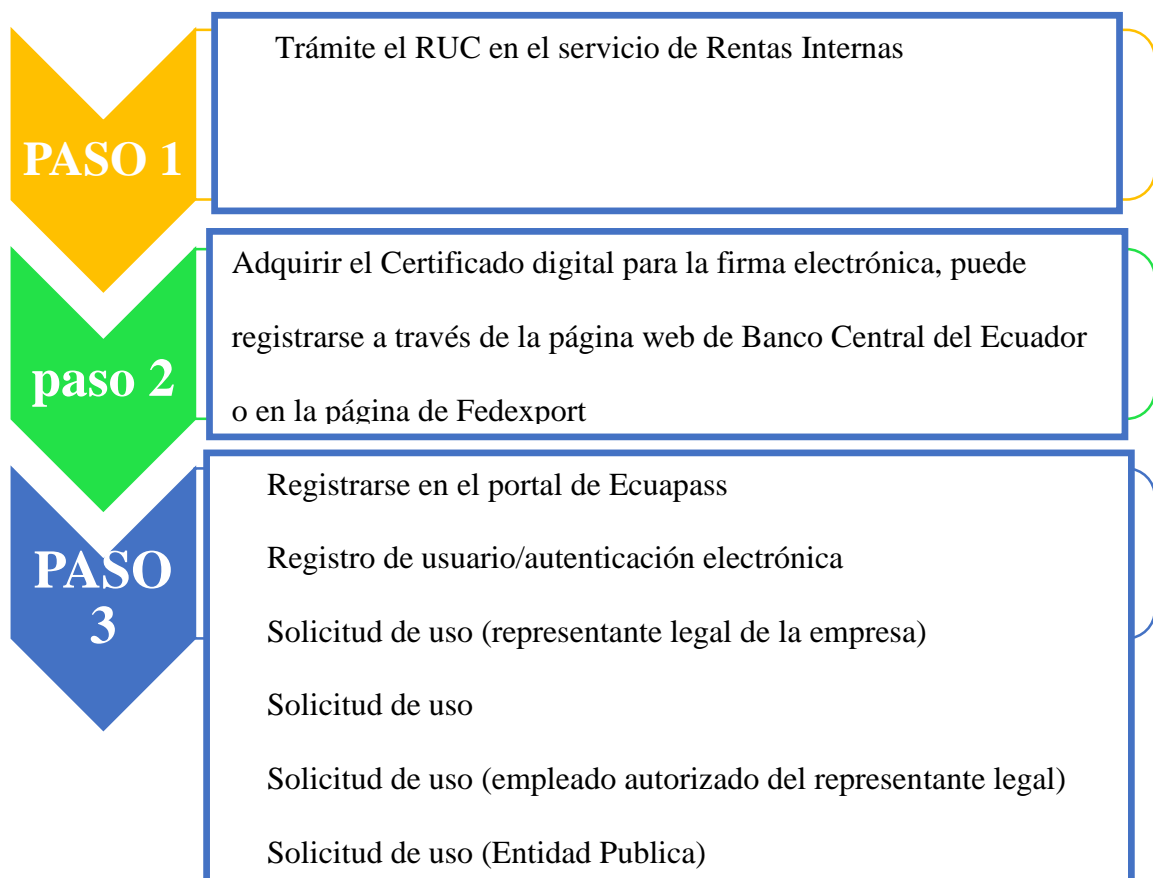 PASO 1
Trámite el RUC en el servicio de Rentas Internas
paso 2
Adquirir el Certificado digital para la firma electrónica, puede
registrarse a través de la página web de Banco Central del Ecuador
o en la página de Fedexport
PASO
3
Registrarse en el portal de Ecuapass
Registro de usuario/autenticación electrónica
Solicitud de uso (representante legal de la empresa)
Solicitud de uso
Solicitud de uso (empleado autorizado del representante legal)
Solicitud de uso (Entidad Publica)